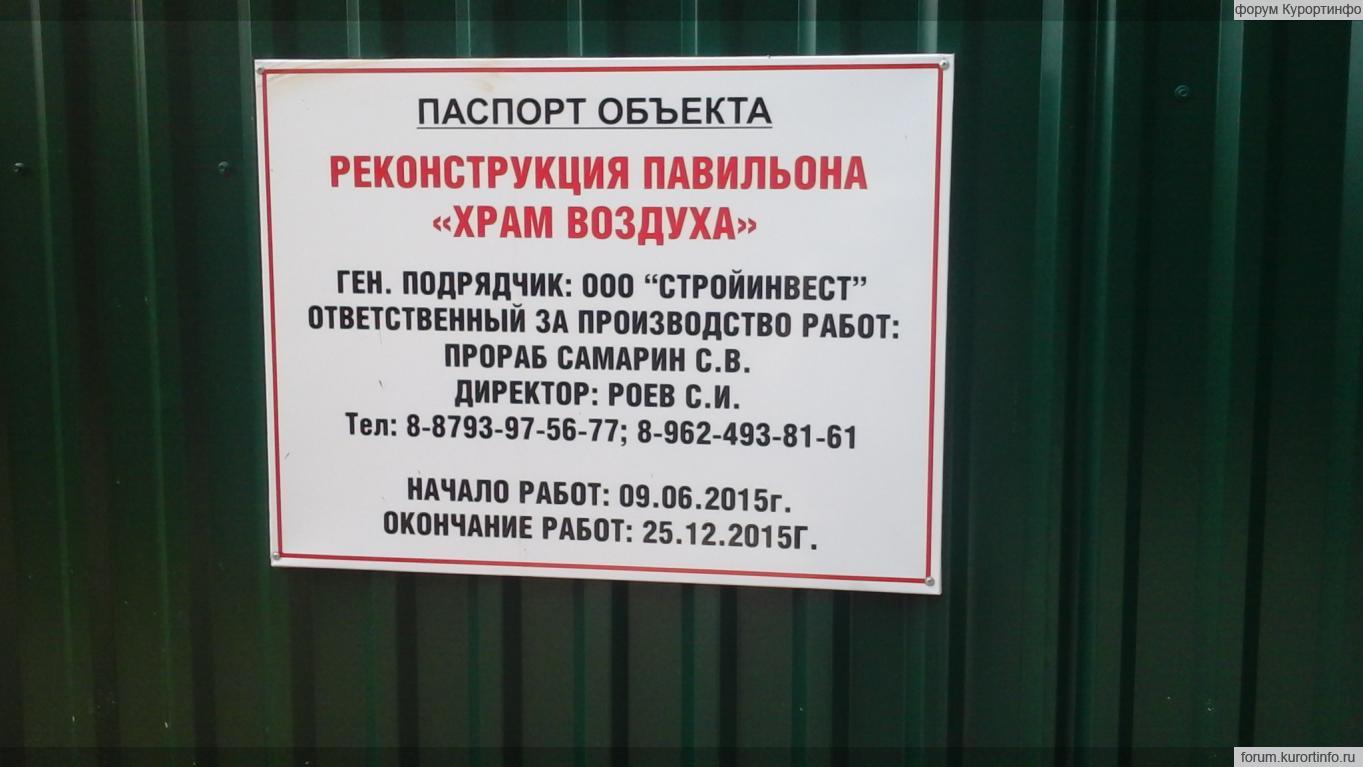 форум Курортинфо
ПАСПОРТ ОБЪЕКТА
РЕКОНСТРУКЦИЯ ПАВИЛЬОНА
«ХРАМ ВОЗДУХА»
ГЕН. ПОДРЯДЧИК: ООО “СТРОЙИНВЕСТ”
ОТВЕТСТВЕННЫЙ ЗА ПРОИЗВОДСТВО РАБОТ:
ПРОРАБ САМАРИН С.В.
ДИРЕКТОР: РОЕВ С.И.
Тел: 8-8793-97-56-77; 8-962-493-81-61
НАЧАЛО РАБОТ: 09.06.2015г.
ОКОНЧАНИЕ РАБОТ: 25.12.2015Г.
forum.kurortinfo.ru